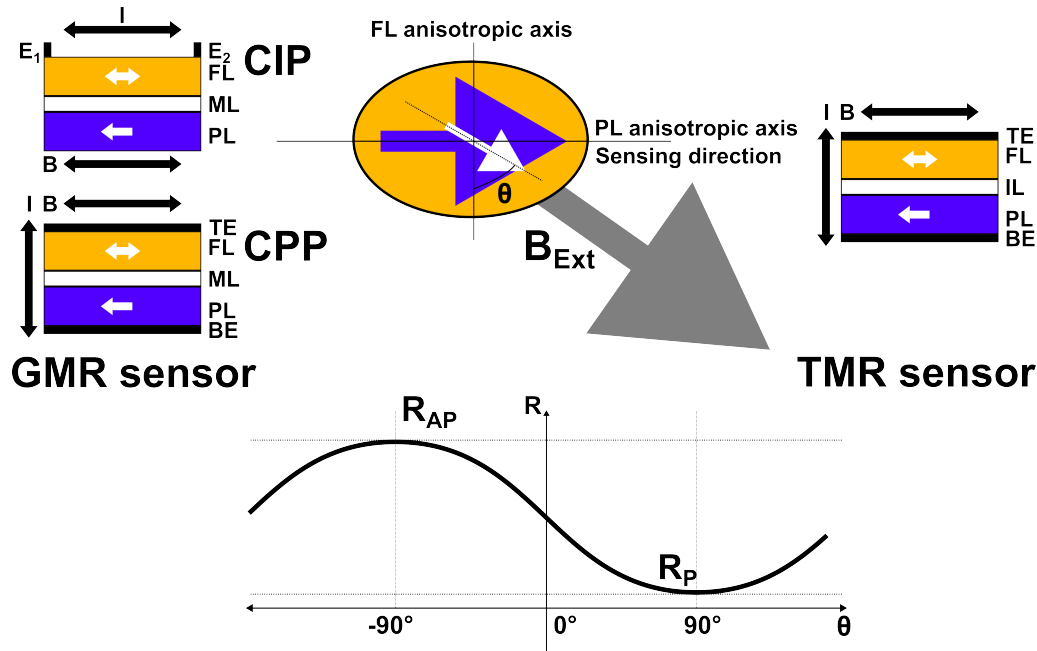 I
E1 E2
CIP
FL
ML
PL
B
I B
TE
FL
CPP
ML
PL
BE
GMR sensor
FL anisotropic axis
PL anisotropic axis
Sensing direction
θ
BExt
I B
TE
FL
IL
PL
BE
TMR sensor
RAP
R
RP
-90° 0° 90° θ